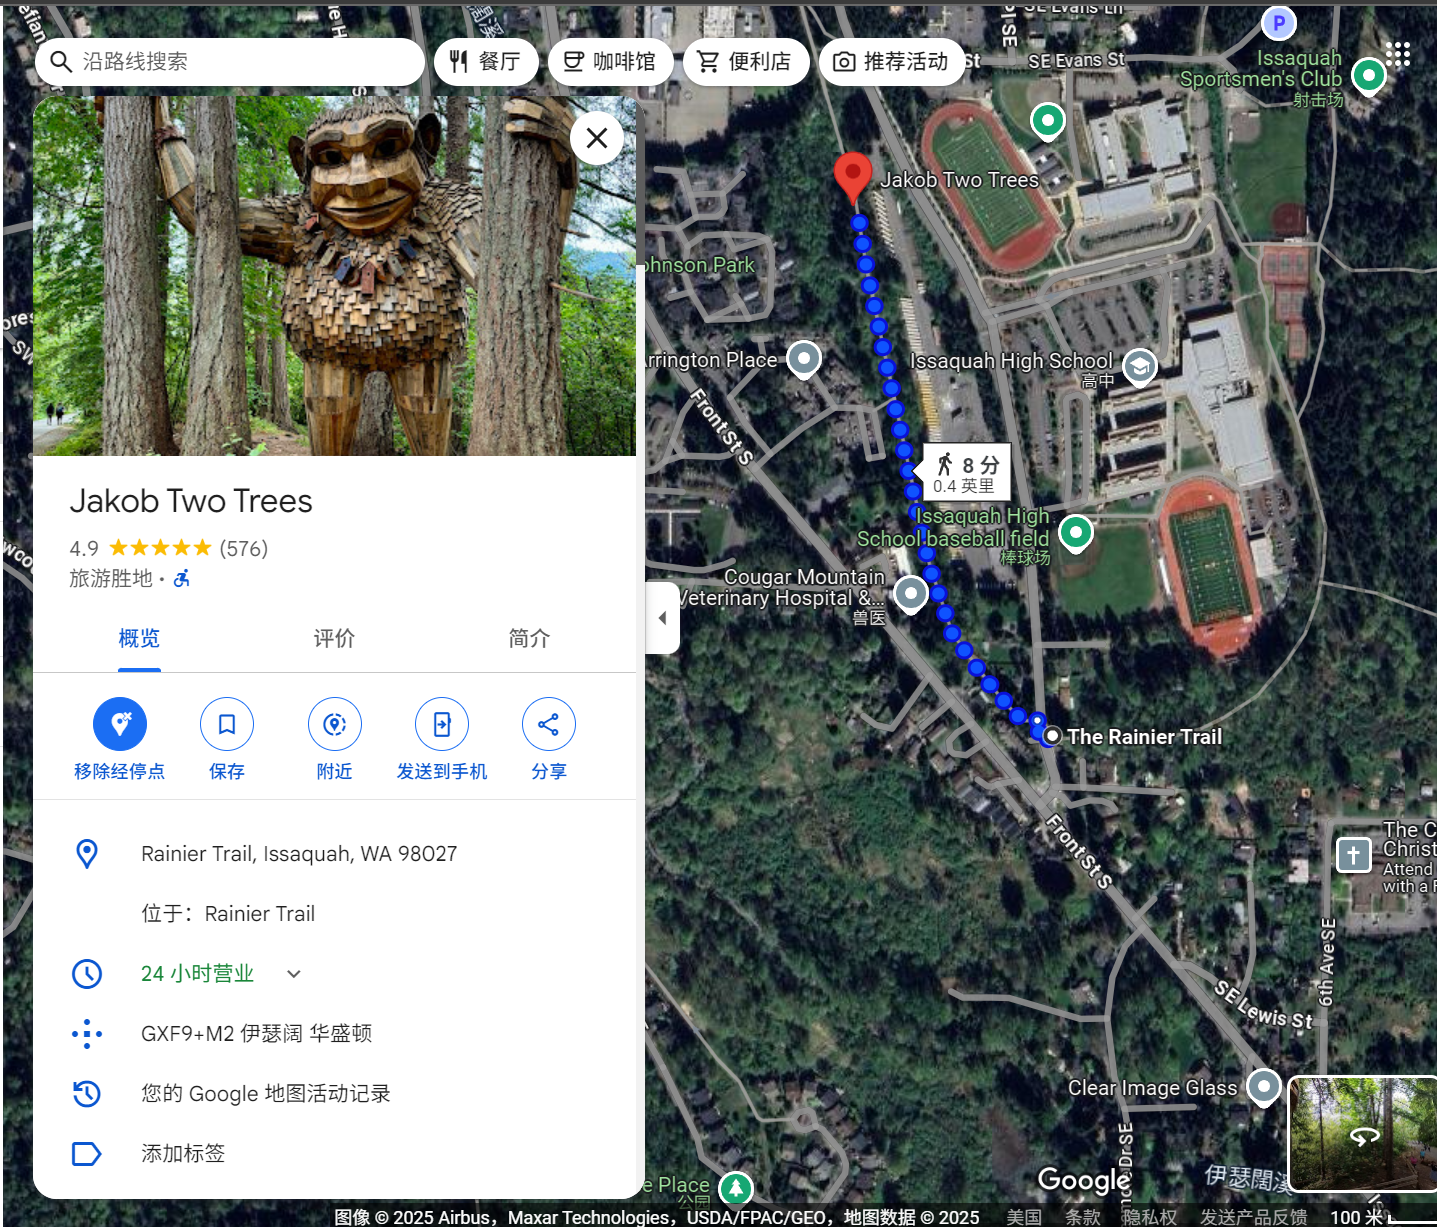 沿路线搜索
餐厅
咖啡馆
便利店
推荐活动
St
SE Evans St
SE Evans Ln
P
Issaquah
Sportsmen's Club
射击场
Jakob Two Trees
ohnson Park
rrington Place
Issaquah High School
高中
Front St S
8 分
0.4 英里
Issaquah High
School baseball field
棒球场
Cougar Mountain
Veterinary Hospital &...
兽医
The Rainier Trail
Front St S
The C
Christ
Attend
with a F
6th Ave SE
SE Lewis St
Clear Image Glass
Dr SE
e Place
公园
Google
Jakob Two Trees
4.9 (576)
旅游胜地 ·
概览
评价
简介
移除经停点
保存
附近
发送到手机
分享
Rainier Trail, Issaquah, WA 98027
位于：Rainier Trail
24 小时营业
GXF9+M2 伊瑟阔 华盛顿
您的 Google 地图活动记录
添加标签
图像 © 2025 Airbus，Maxar Technologies，USDA/FPAC/GEO，地图数据 © 2025
美国
条款
隐私权
发送产品反馈
100 米